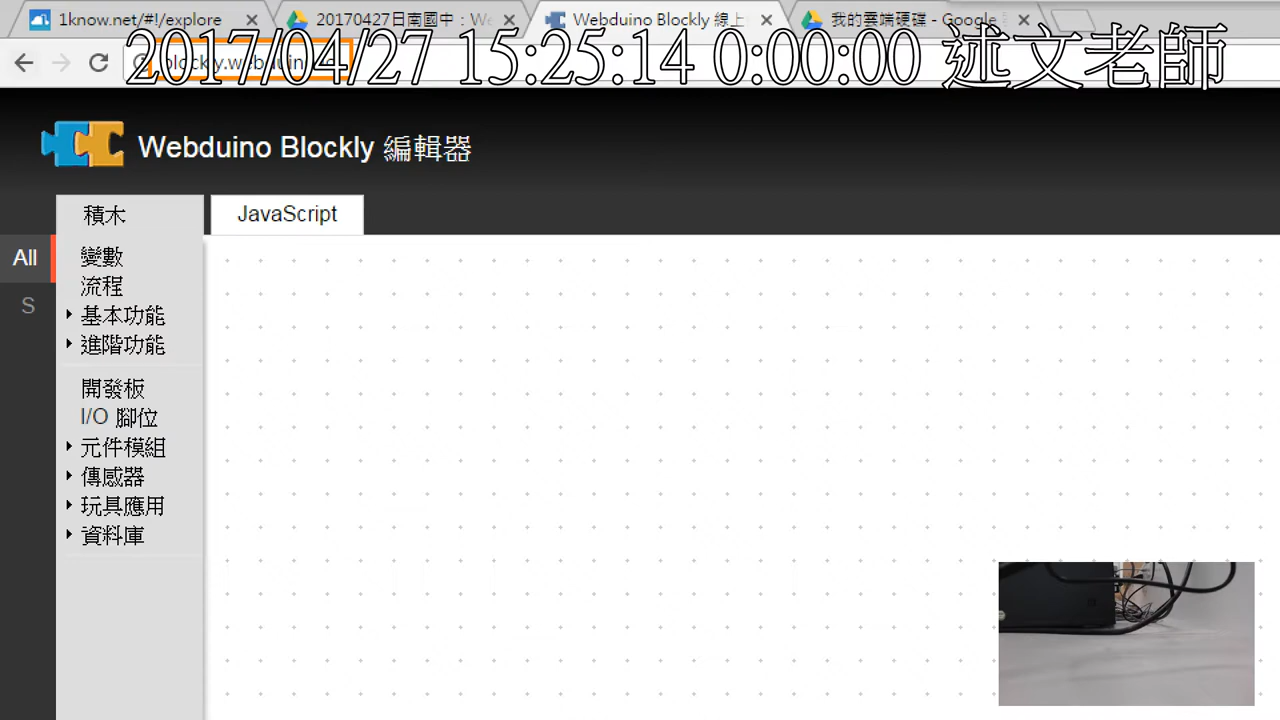 1know.net/#!/explore
20170427日南國中：We
Webduino Blockly 線上
我的雲端硬碟 - Google
2017/04/27 15:25:14 0:00:00 述文老師
Webduino Blockly 編輯器
積木
JavaScript
All
變數
流程
S
基本功能
進階功能
開發板
I/O 腳位
元件模組
傳感器
玩具應用
資料庫